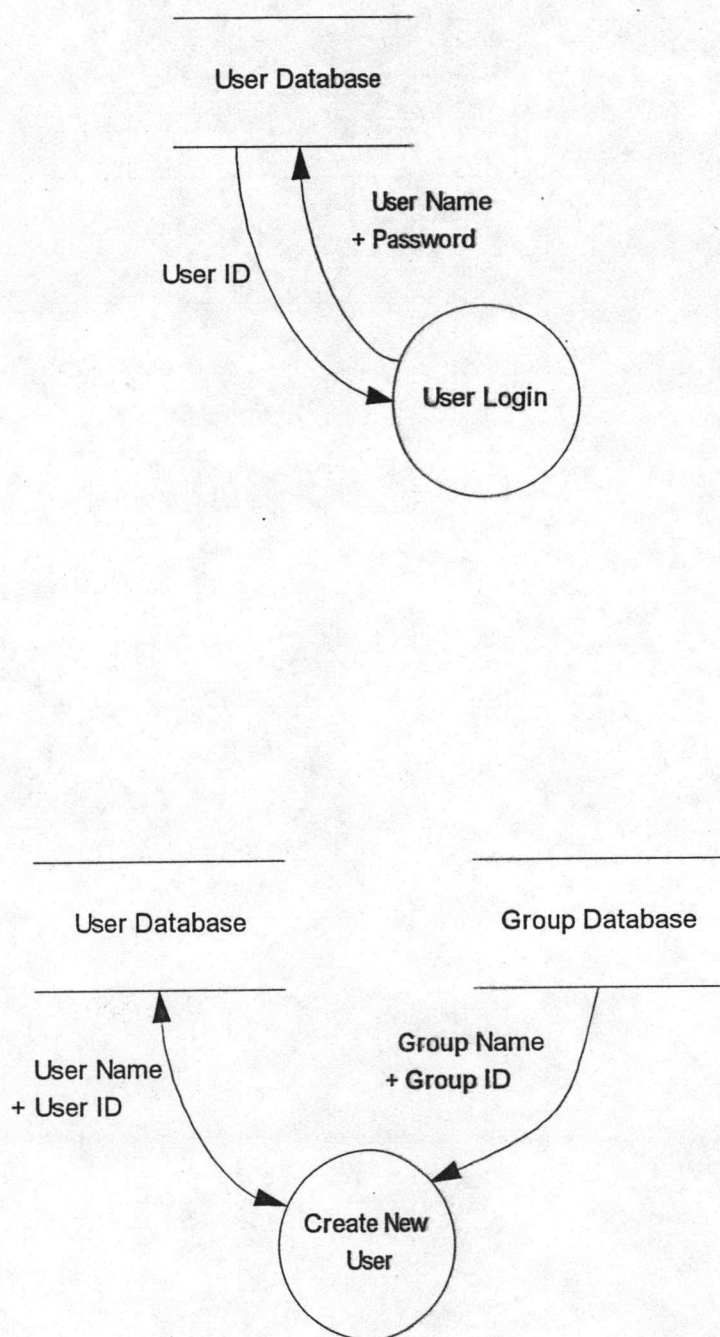 User Database
User Name
+ Password
User ID
User Login
User Database
Group Database
User Name
+ User ID
Group Name
+ Group ID
Create New
User